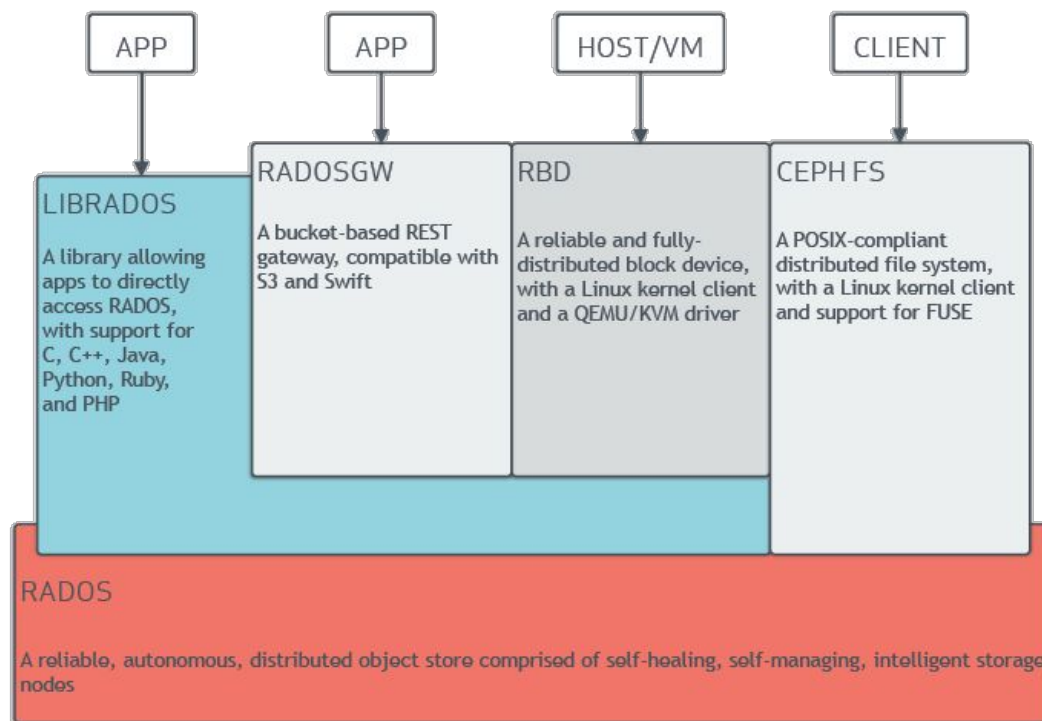 APP
APP
HOST/VM
CLIENT
LIBRADOS
A library allowing
apps to directly
access RADOS,
with support for
C, C++, Java,
Python, Ruby,
and PHP
RADOSGW
A bucket-based REST
gateway, compatible with
S3 and Swift
RBD
A reliable and fully-
distributed block device,
with a Linux kernel client
and a QEMU/KVM driver
CEPH FS
A POSIX-compliant
distributed file system,
with a Linux kernel client
and support for FUSE
RADOS
A reliable, autonomous, distributed object store comprised of self-healing, self-managing, intelligent storage
nodes